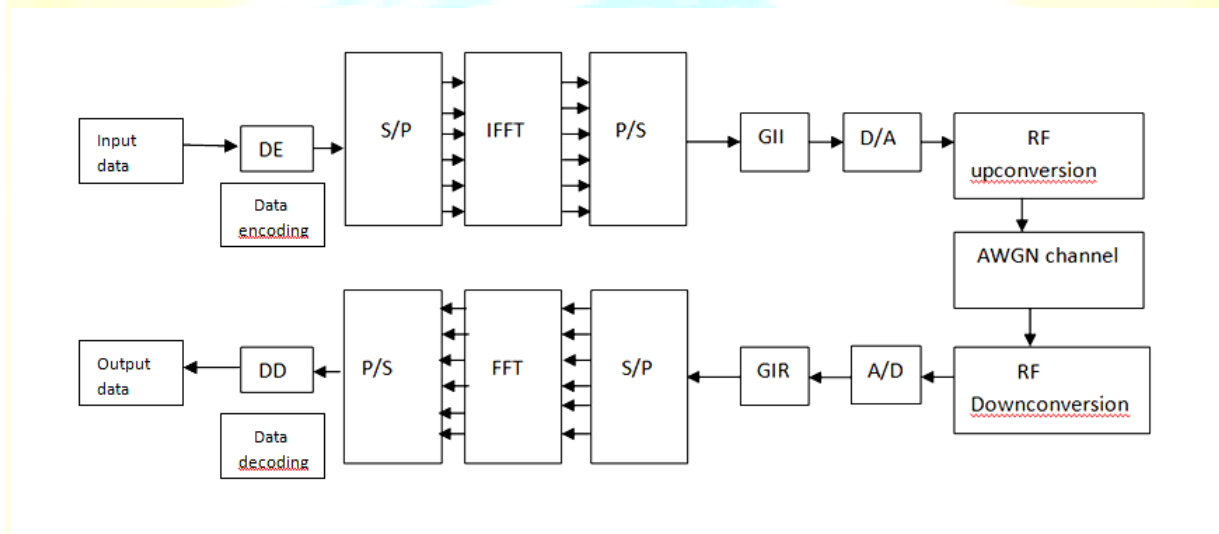 Input
data
DE
Data
encoding
S/P
IFFT
P/S
GII
D/A
RF
upconversion
AWGN channel
RF
Downconversion
A/D
GIR
S/P
FFT
P/S
DD
Data
decoding
Output
data